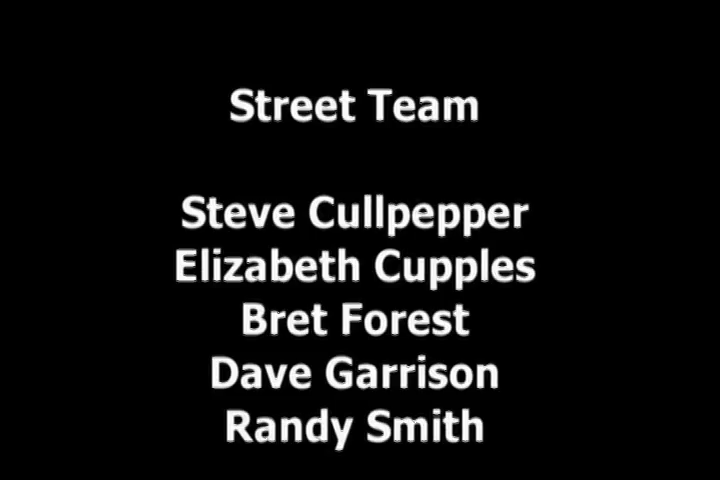 Street Team
Steve Cullpepper
Elizabeth Cupples
Bret Forest
Dave Garrison
Randy Smith